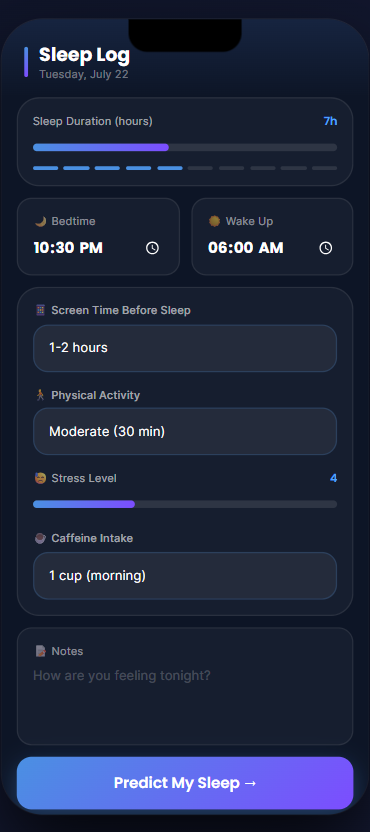 Sleep Log
Tuesday, July 22
Sleep Duration (hours) 7h
Bedtime
10:30 PM
Wake Up
06:00 AM
Screen Time Before Sleep
1-2 hours
Physical Activity
Moderate (30 min)
Stress Level 4
Caffeine Intake
1 cup (morning)
Notes
How are you feeling tonight?
Predict My Sleep →